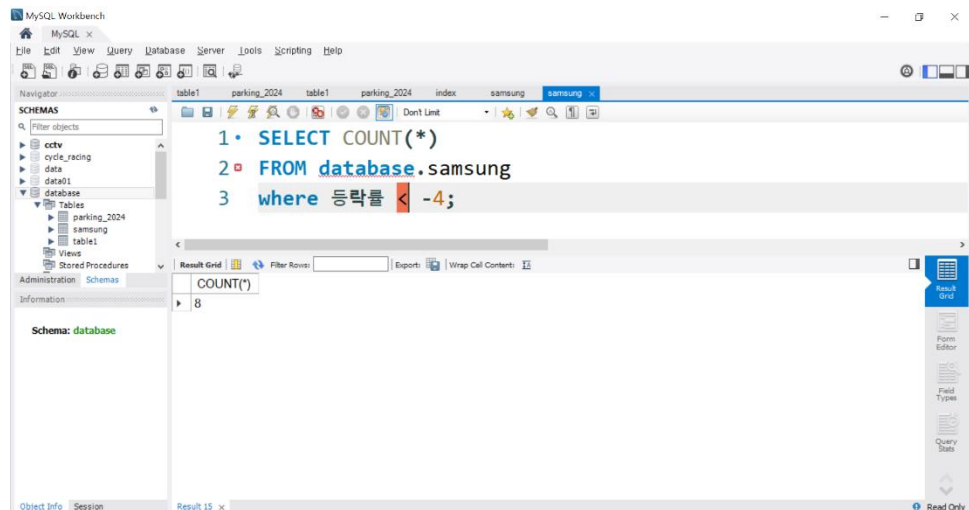 MySQL Workbench
MySQL ×
File Edit View Query Database Server Tools Scripting Help
Navigator
table1 parking_2024 table1 parking_2024 index samsung samsung ×
SCHEMAS
Don't Limit
Filter objects
cctv
cycle_racing
data
data01
database
Tables
parking_2024
samsung
table1
Views
Stored Procedures
1 SELECT COUNT(*)
2 FROM database.samsung
3 where 등락률 < -4;
Administration Schemas
Result Grid Filter Rows: Export: Wrap Cell Content:
Information
COUNT(*)
8
Schema: database
Result Grid
Form Editor
Field Types
Query Stats
Object Info Session
Result 15 ×
Read Only